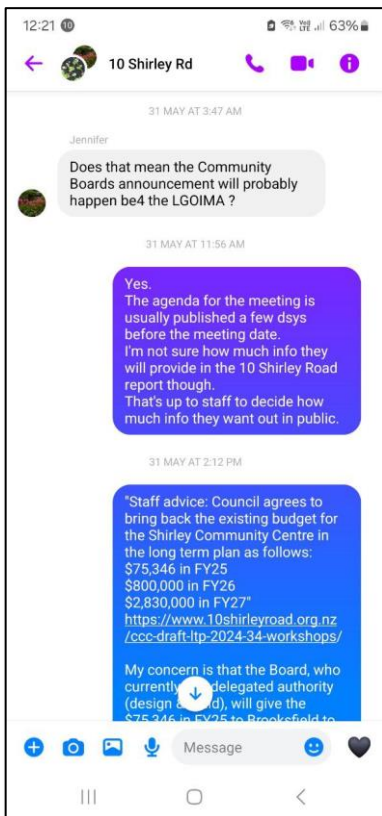 12:21 10 63%
10 Shirley Rd
31 MAY AT 3:47 AM
Jennifer
Does that mean the Community
Boards announcement will probably
happen be4 the LGOIMA ?
31 MAY AT 11:56 AM
Yes.
The agenda for the meeting is
usually published a few dsys
before the meeting date.
I'm not sure how much info they
will provide in the 10 Shirley Road
report though.
That's up to staff to decide how
much info they want out in public.
31 MAY AT 2:12 PM
"Staff advice: Council agrees to
bring back the existing budget for
the Shirley Community Centre in
the long term plan as follows:
$75,346 in FY25
$800,000 in FY26
$2,830,000 in FY27"
https://www.10shirleyroad.org.nz
/ccc-draft-ltp-2024-34-workshops/
My concern is that the Board, who
currently delegated authority
(design), will give the
$75,346 in FY25 to Brooksfield to
Message